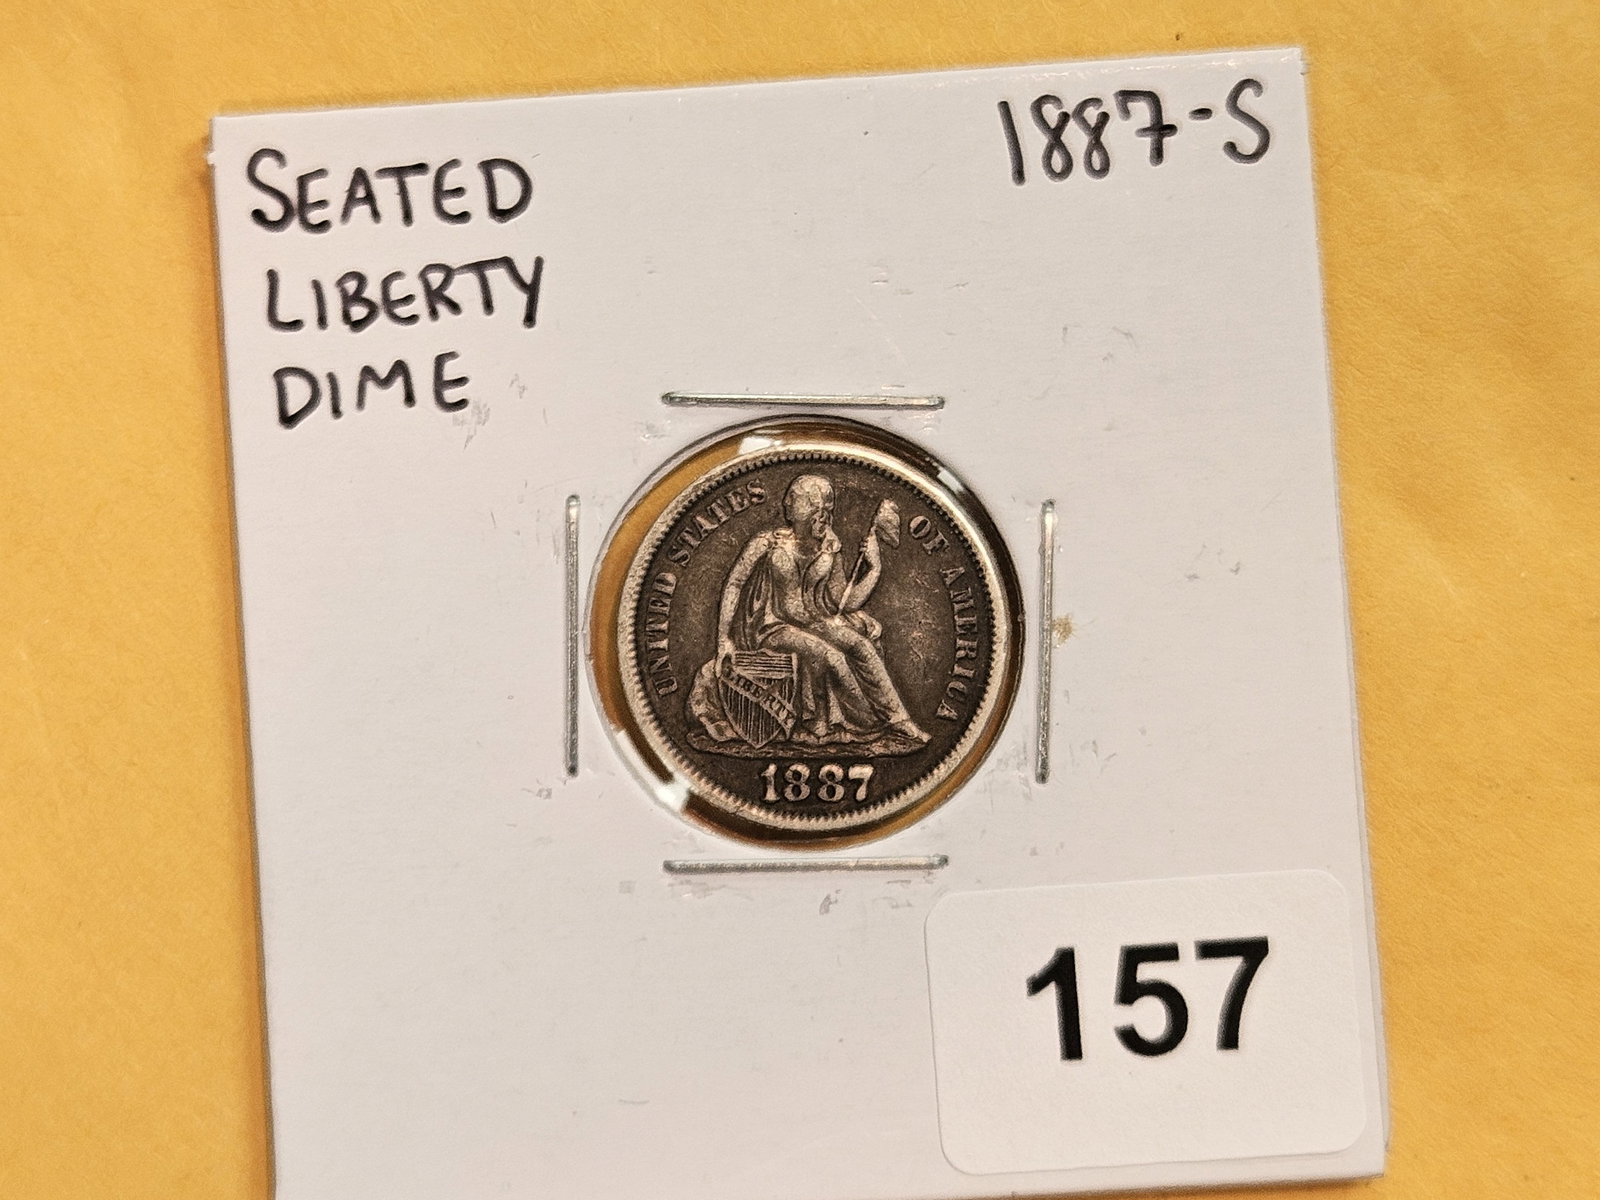 SEATED
LIBERTY
DIME
1887-S
UNITED STATES OF AMERICA
LIBERTY
1887
157